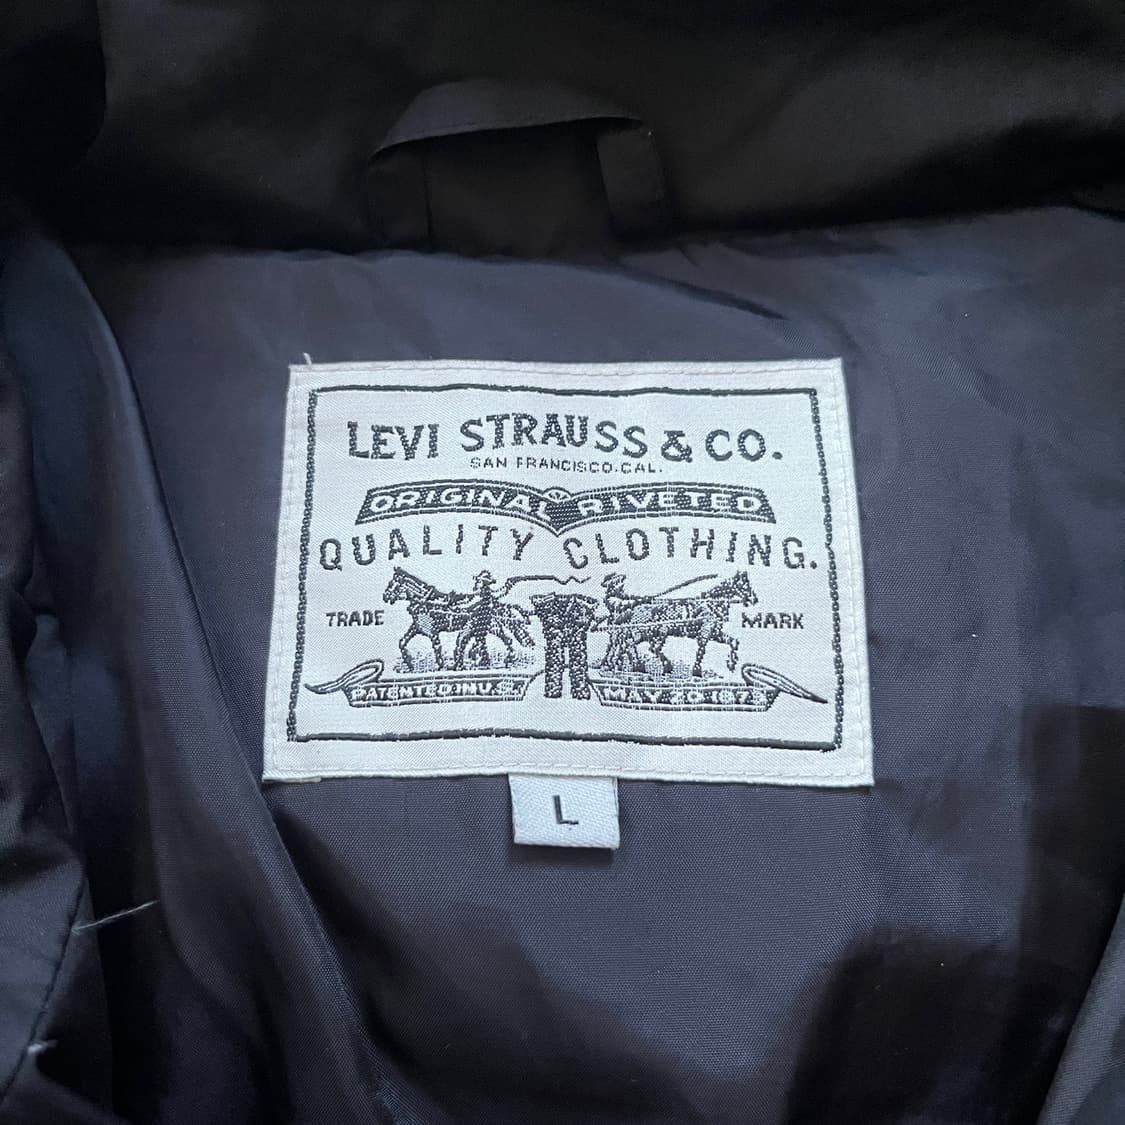 LEVI STRAUSS & CO.
SAN FRANCISCO.CAL.
ORIGINAL RIVETED
QUALITY CLOTHING.
TRADE MARK
PATENTED IN U.S. MAY 20 1873
L